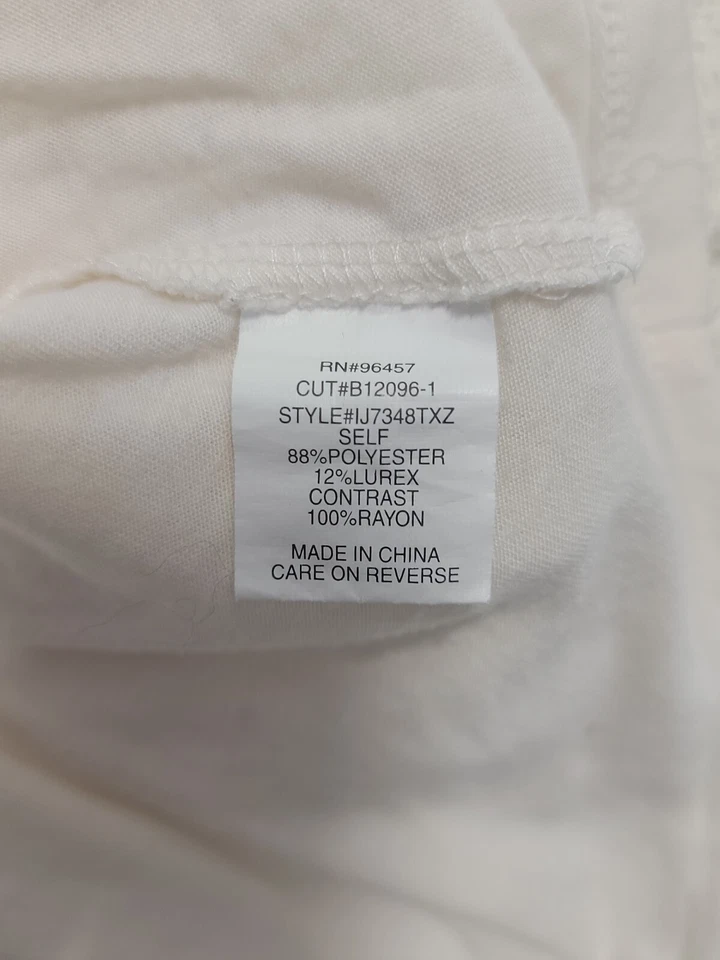 RN#96457
CUT#B12096-1
STYLE#IJ7348TXZ
SELF
88%POLYESTER
12%LUREX
CONTRAST
100%RAYON
MADE IN CHINA
CARE ON REVERSE